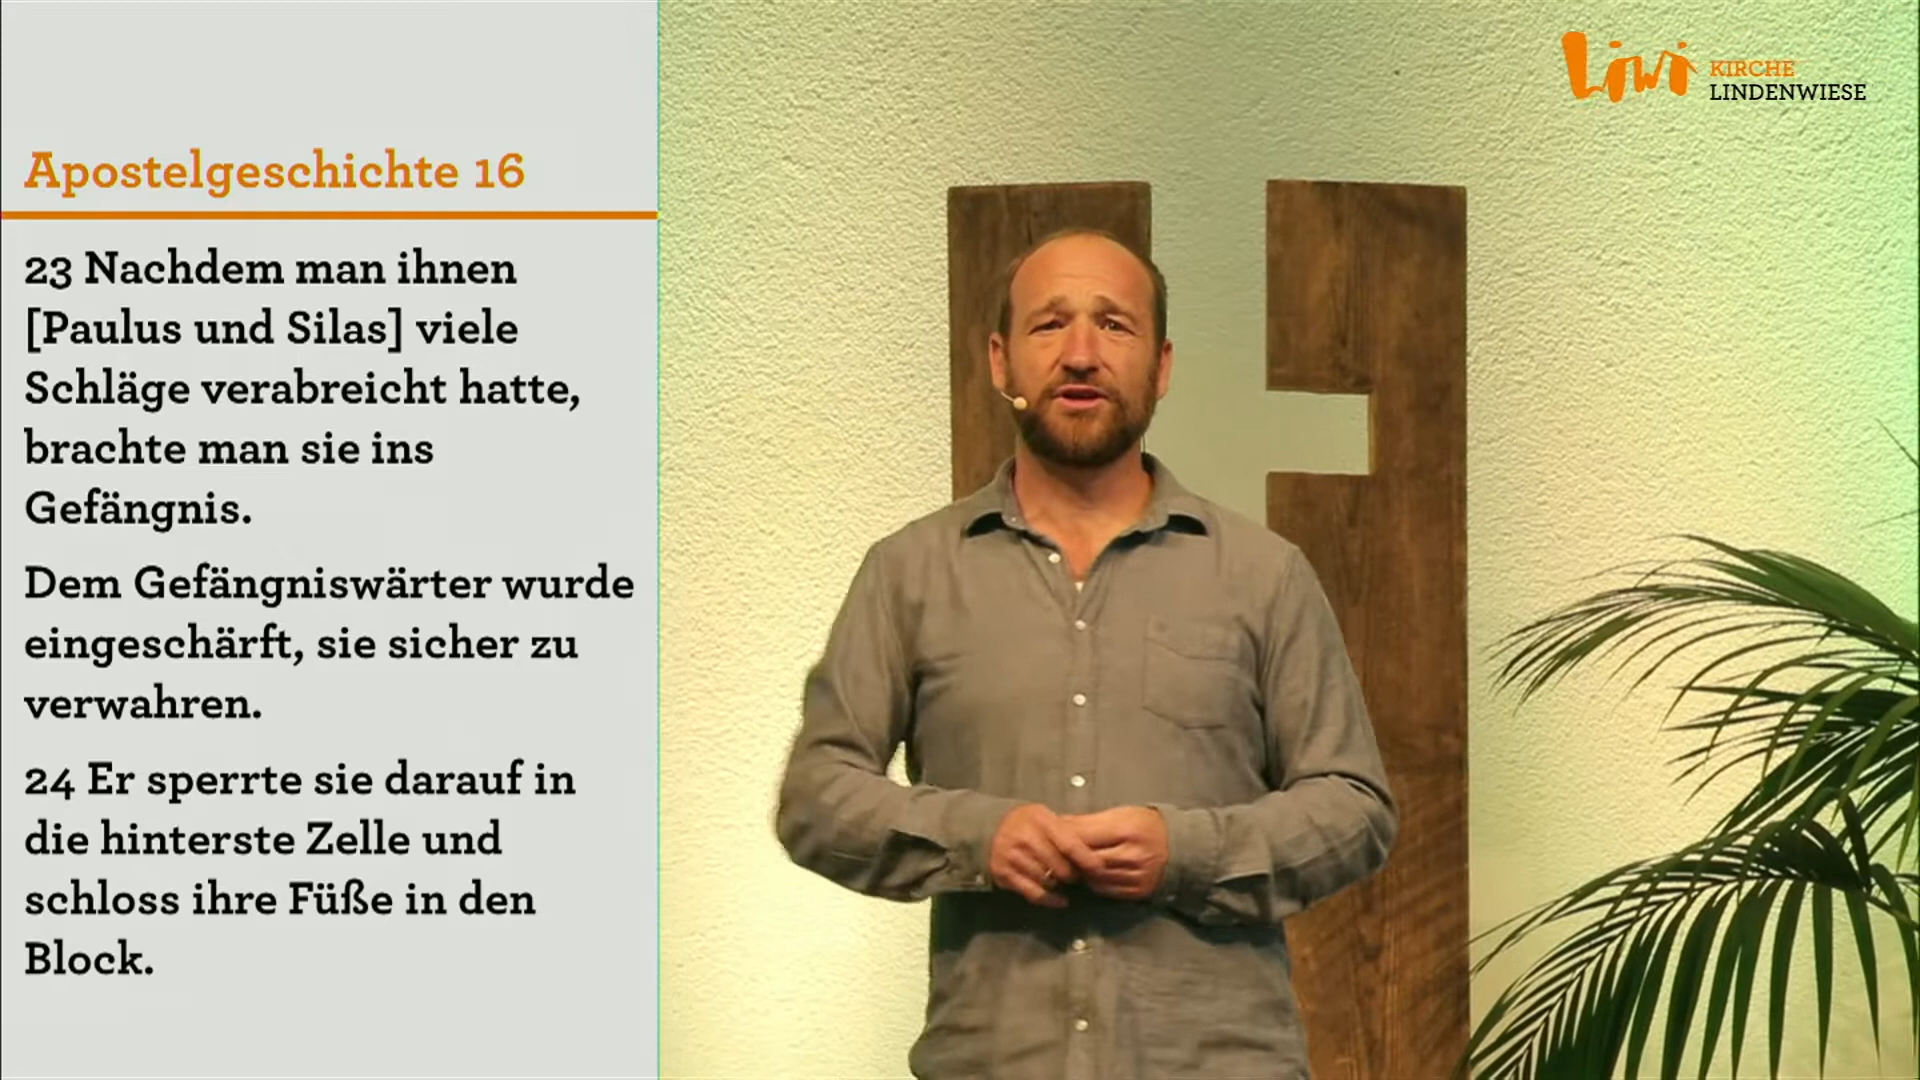 Apostelgeschichte 16
23 Nachdem man ihnen
[Paulus und Silas] viele
Schläge verabreicht hatte,
brachte man sie ins
Gefängnis.
Dem Gefängniswärter wurde
eingeschärft, sie sicher zu
verwahren.
24 Er sperrte sie darauf in
die hinterste Zelle und
schloss ihre Füße in den
Block.
Liwi
KIRCHE
LINDENWIESE